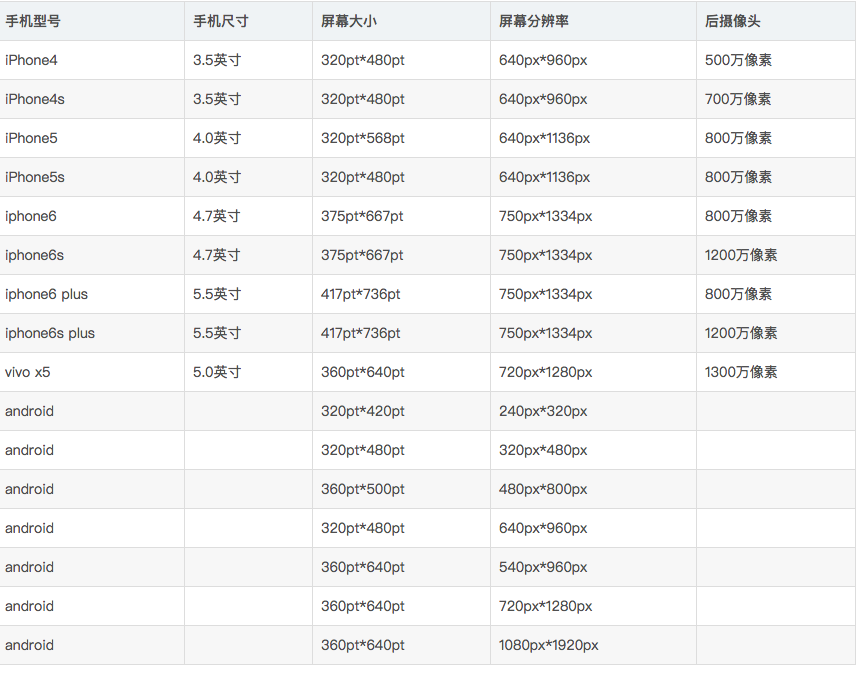 手机型号 手机尺寸 屏幕大小 屏幕分辨率 后摄像头
iPhone4 3.5英寸 320pt*480pt 640px*960px 500万像素
iPhone4s 3.5英寸 320pt*480pt 640px*960px 700万像素
iPhone5 4.0英寸 320pt*568pt 640px*1136px 800万像素
iPhone5s 4.0英寸 320pt*480pt 640px*1136px 800万像素
iphone6 4.7英寸 375pt*667pt 750px*1334px 800万像素
iphone6s 4.7英寸 375pt*667pt 750px*1334px 1200万像素
iphone6 plus 5.5英寸 417pt*736pt 750px*1334px 800万像素
iphone6s plus 5.5英寸 417pt*736pt 750px*1334px 1200万像素
vivo x5 5.0英寸 360pt*640pt 720px*1280px 1300万像素
android 320pt*420pt 240px*320px
android 320pt*480pt 320px*480px
android 360pt*500pt 480px*800px
android 320pt*480pt 640px*960px
android 360pt*640pt 540px*960px
android 360pt*640pt 720px*1280px
android 360pt*640pt 1080px*1920px